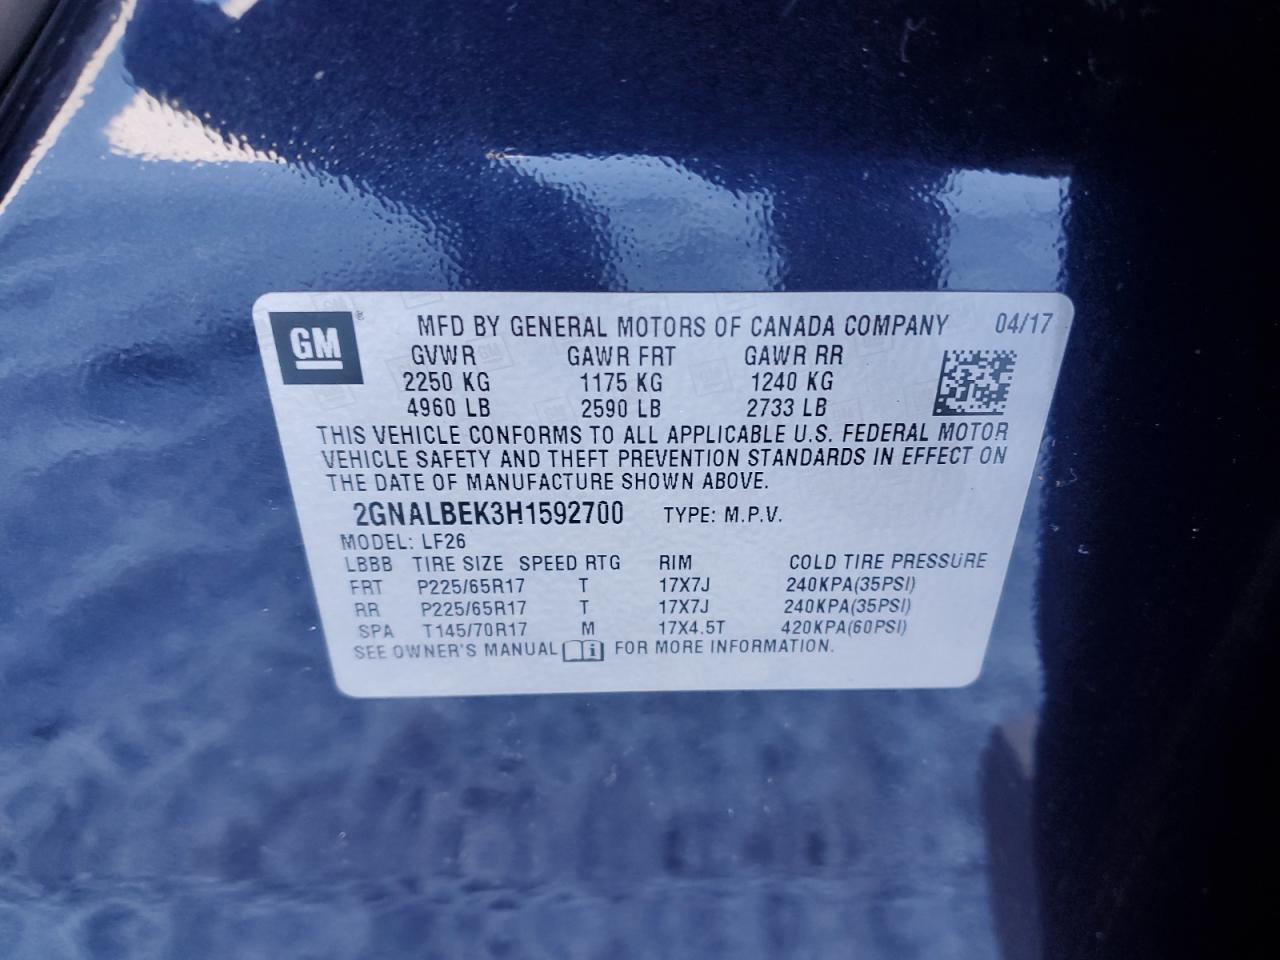 GM ® MFD BY GENERAL MOTORS OF CANADA COMPANY 04/17
GVWR GAWR FRT GAWR RR
2250 KG 1175 KG 1240 KG
4960 LB 2590 LB 2733 LB
THIS VEHICLE CONFORMS TO ALL APPLICABLE U.S. FEDERAL MOTOR
VEHICLE SAFETY AND THEFT PREVENTION STANDARDS IN EFFECT ON
THE DATE OF MANUFACTURE SHOWN ABOVE.
2GNALBEK3H1592700 TYPE: M.P.V.
MODEL: LF26
LBBB TIRE SIZE SPEED RTG RIM COLD TIRE PRESSURE
FRT P225/65R17 T 17X7J 240KPA(35PSI)
RR P225/65R17 T 17X7J 240KPA(35PSI)
SPA T145/70R17 M 17X4.5T 420KPA(60PSI)
SEE OWNER'S MANUAL i FOR MORE INFORMATION.